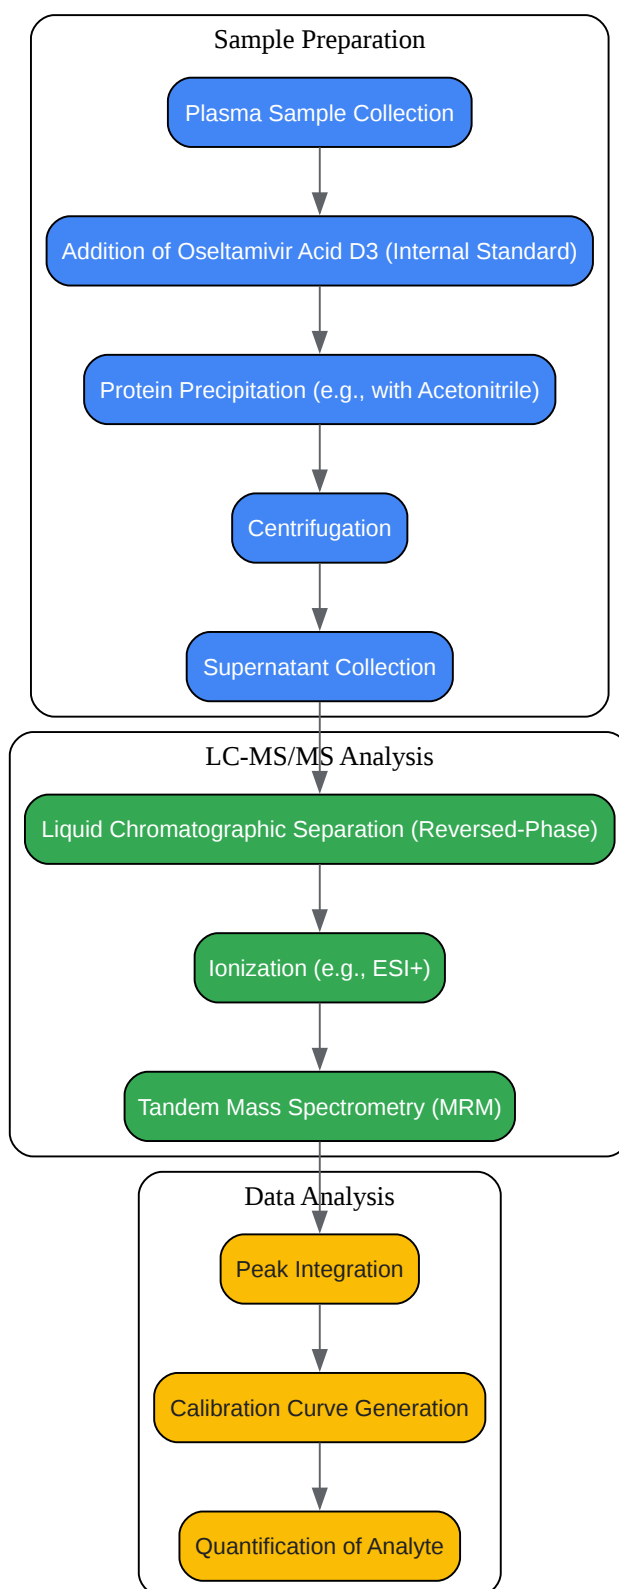 Sample Preparation
Plasma Sample Collection
Addition of Oseltamivir Acid D3 (Internal Standard)
Protein Precipitation (e.g., with Acetonitrile)
Centrifugation
Supernatant Collection
LC-MS/MS Analysis
Liquid Chromatographic Separation (Reversed-Phase)
Ionization (e.g., ESI+)
Tandem Mass Spectrometry (MRM)
Data Analysis
Peak Integration
Calibration Curve Generation
Quantification of Analyte